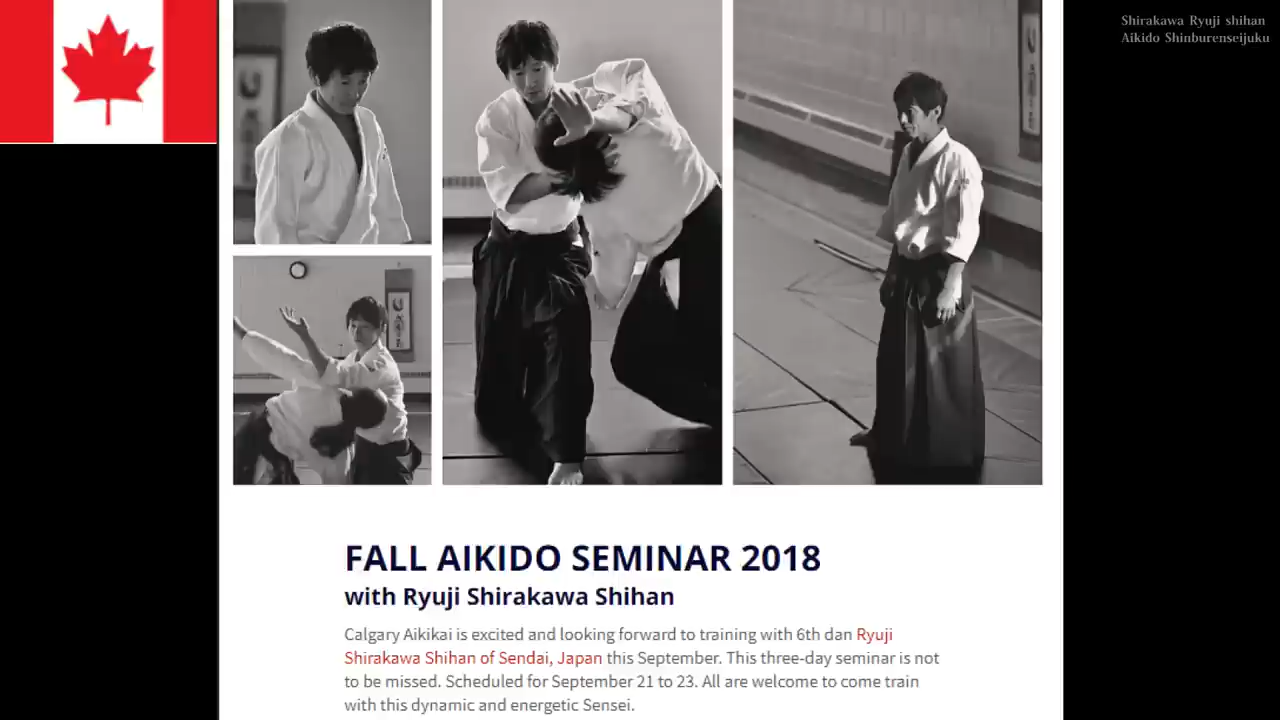 Shirakawa Ryuji shihan
Aikido Shinburenseijuku
FALL AIKIDO SEMINAR 2018
with Ryuji Shirakawa Shihan
Calgary Aikikai is excited and looking forward to training with 6th dan Ryuji
Shirakawa Shihan of Sendai, Japan this September. This three-day seminar is not
to be missed. Scheduled for September 21 to 23. All are welcome to come train
with this dynamic and energetic Sensei.